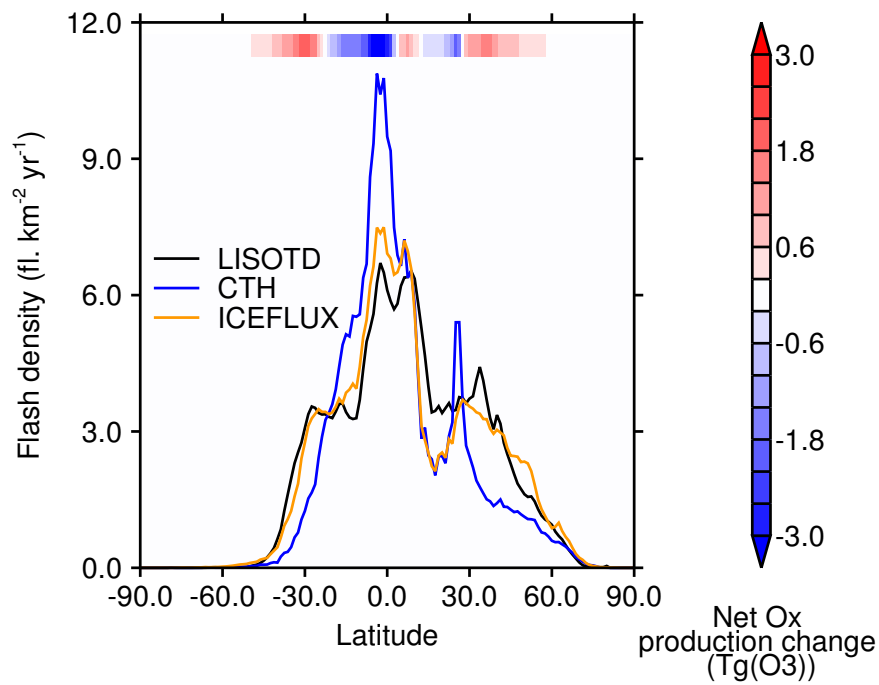 12.0
9.0
6.0
3.0
0.0
Flash density (fl. km-2 yr-1)
LISOTD
CTH
ICEFLUX
-90.0 -60.0 -30.0 0.0 30.0 60.0 90.0
Latitude
3.0
1.8
0.6
-0.6
-1.8
-3.0
Net Ox
production change
(Tg(O3))